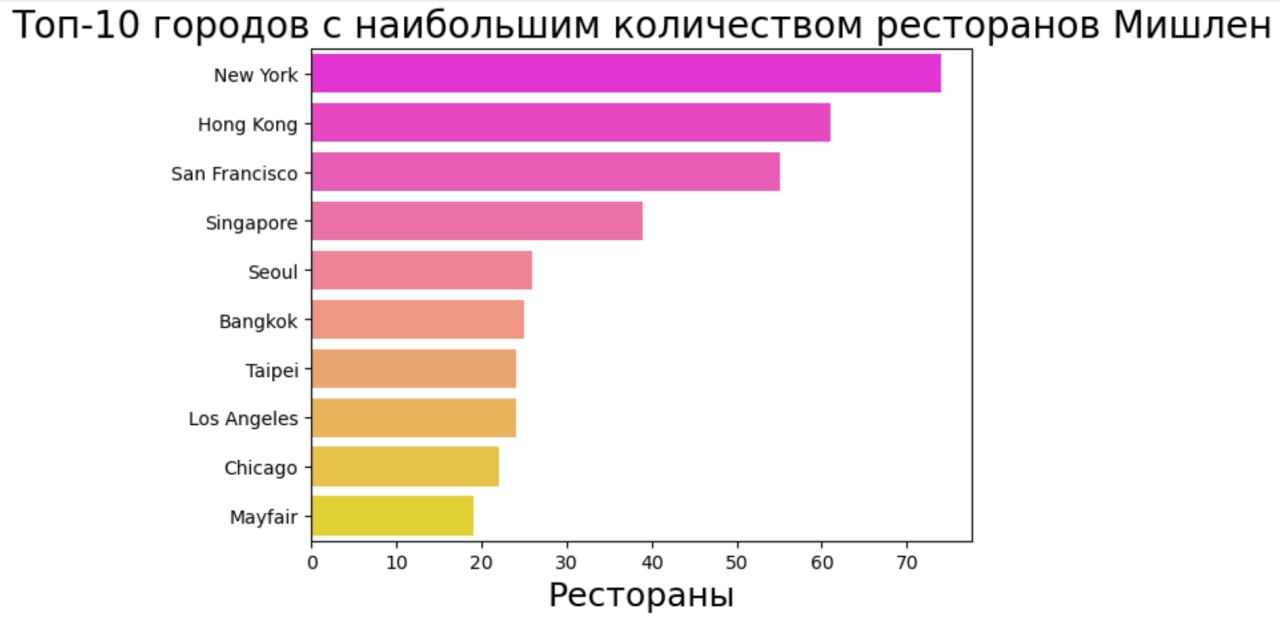 Топ-10 городов с наибольшим количеством ресторанов Мишлен
New York
Hong Kong
San Francisco
Singapore
Seoul
Bangkok
Taipei
Los Angeles
Chicago
Mayfair
0 10 20 30 40 50 60 70
Рестораны